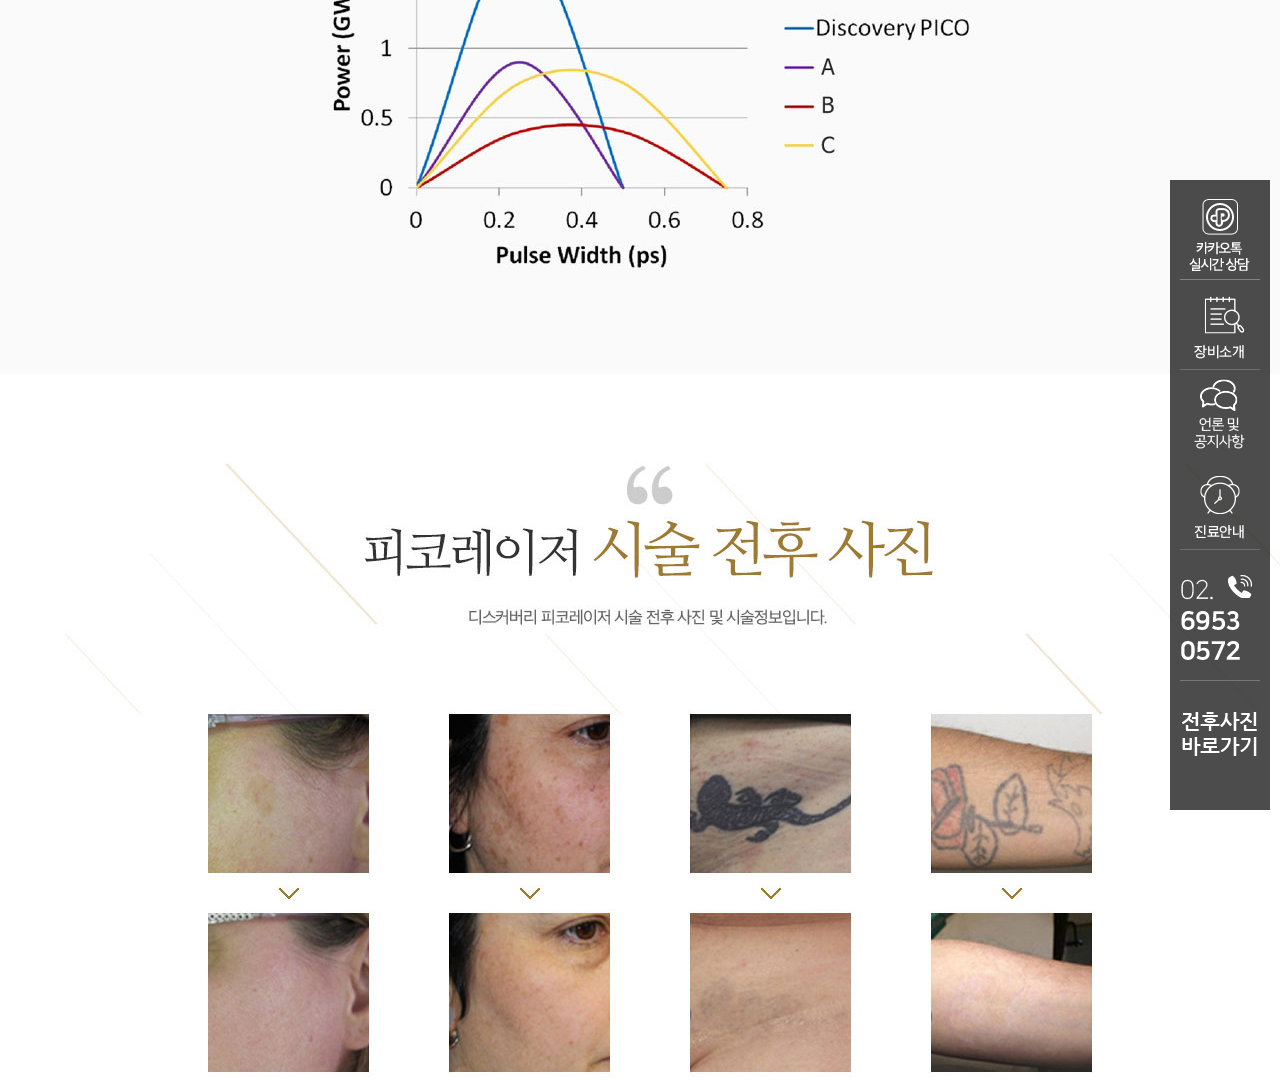 Power (GW
1
0.5
0
0 0.2 0.4 0.6 0.8
Pulse Width (ps)
Discovery PICO
A
B
C
카카오톡
실시간 상담
장비소개
언론 및
공지사항
진료안내
02.
6953
0572
전후사진
바로가기
“
피코레이저 시술 전후 사진
디스커버리 피코레이저 시술 전후 사진 및 시술정보입니다.